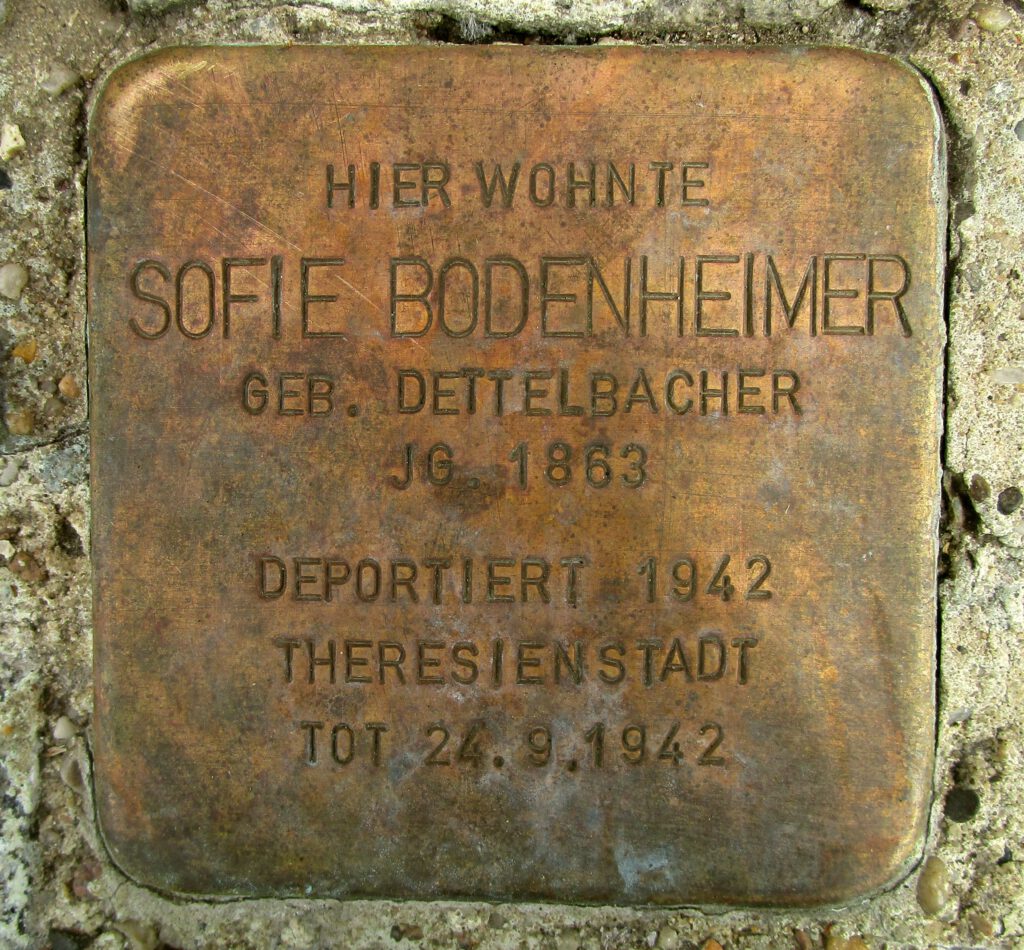 HIER WOHNTE
SOFIE BODENHEIMER
GEB. DETTELBACHER
JG. 1863
DEPORTIERT 1942
THERESIENSTADT
TOT 24.9.1942